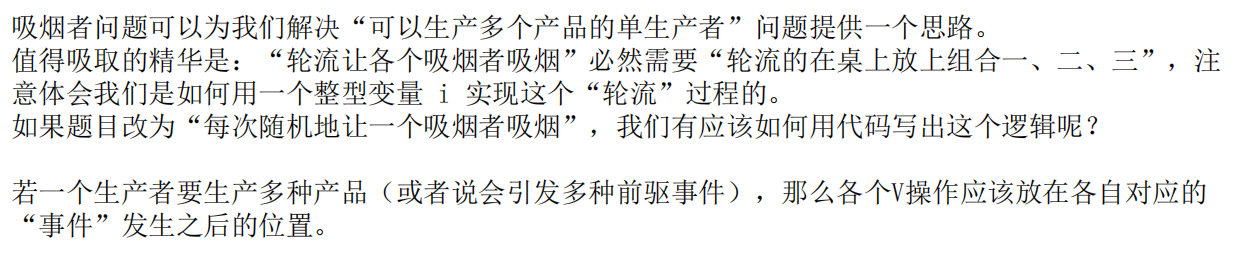 吸烟者问题可以为我们解决“可以生产多个产品的单生产者”问题提供一个思路。
值得吸取的精华是：“轮流让各个吸烟者吸烟”必然需要“轮流的在桌上放上组合一、二、三”，注
意体会我们是如何用一个整型变量 i 实现这个“轮流”过程的。
如果题目改为“每次随机地让一个吸烟者吸烟”，我们有应该如何用代码写出这个逻辑呢？
若一个生产者要生产多种产品（或者说会引发多种前驱事件），那么各个V操作应该放在各自对应的
“事件”发生之后的位置。